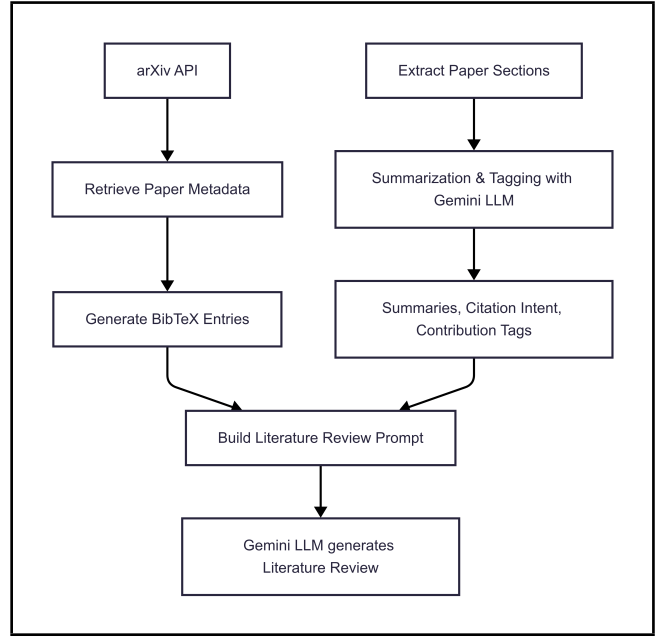 arXiv API
Extract Paper Sections
Retrieve Paper Metadata
Summarization & Tagging with
Gemini LLM
Generate BibTeX Entries
Summaries, Citation Intent,
Contribution Tags
Build Literature Review Prompt
Gemini LLM generates
Literature Review